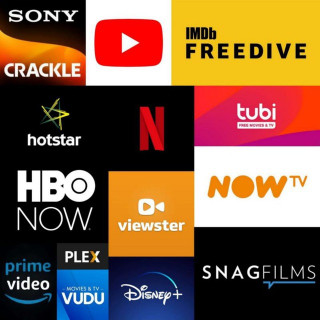 SONY
CRACKLE
IMDb
FREEDIVE
hotstar
N
tubi
FREE MOVIES & TV
HBO
NOW
viewster
NOW TV
prime
video
PLEX
MOVIES & TV
VUDU
Disney+
SNAGFILMS